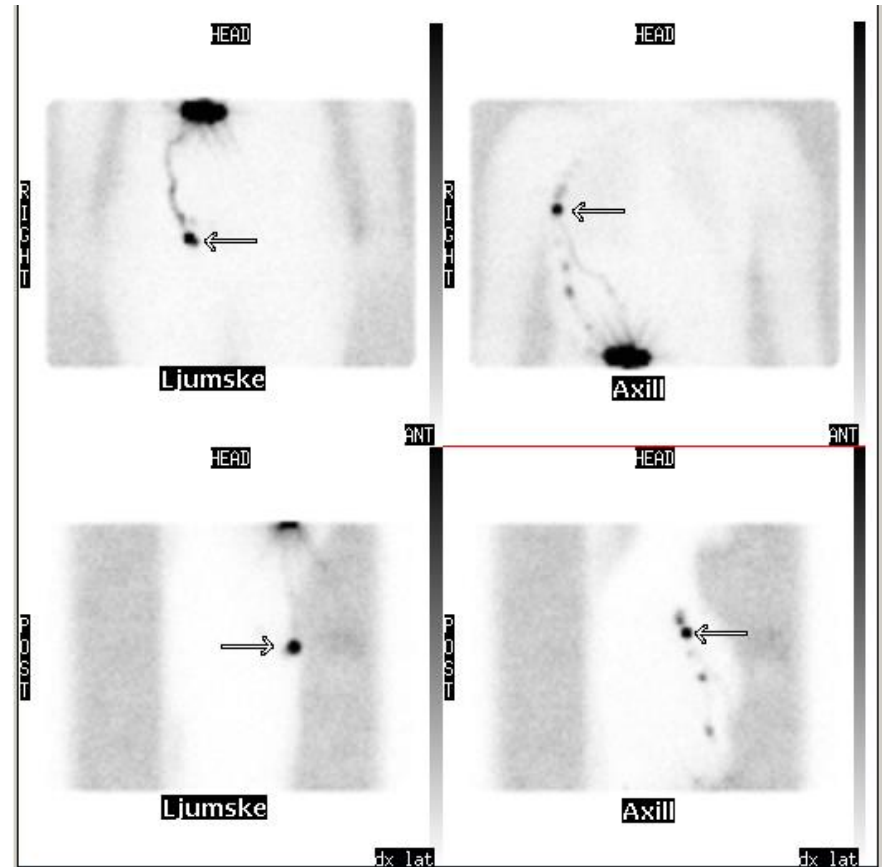 HEAD
RIGHT
Ljumske
ANT
HEAD
RIGHT
Axill
ANT
HEAD
POST
Ljumske
dx lat
HEAD
POST
Axill
dx lat